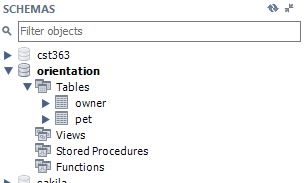 SCHEMAS
Filter objects
cst363
orientation
Tables
owner
pet
Views
Stored Procedures
Functions